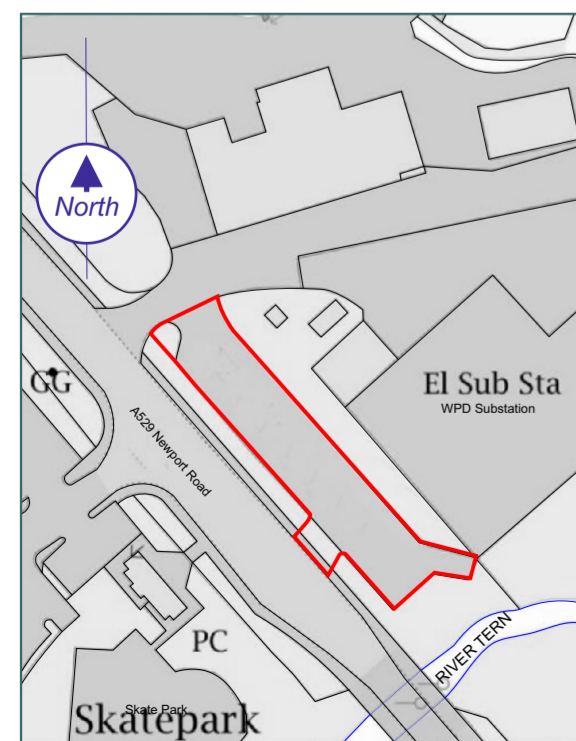 North
GG
El Sub Sta
WPD Substation
A529 Newport Road
PC
RIVER TERN
Skate Park
Skatepark